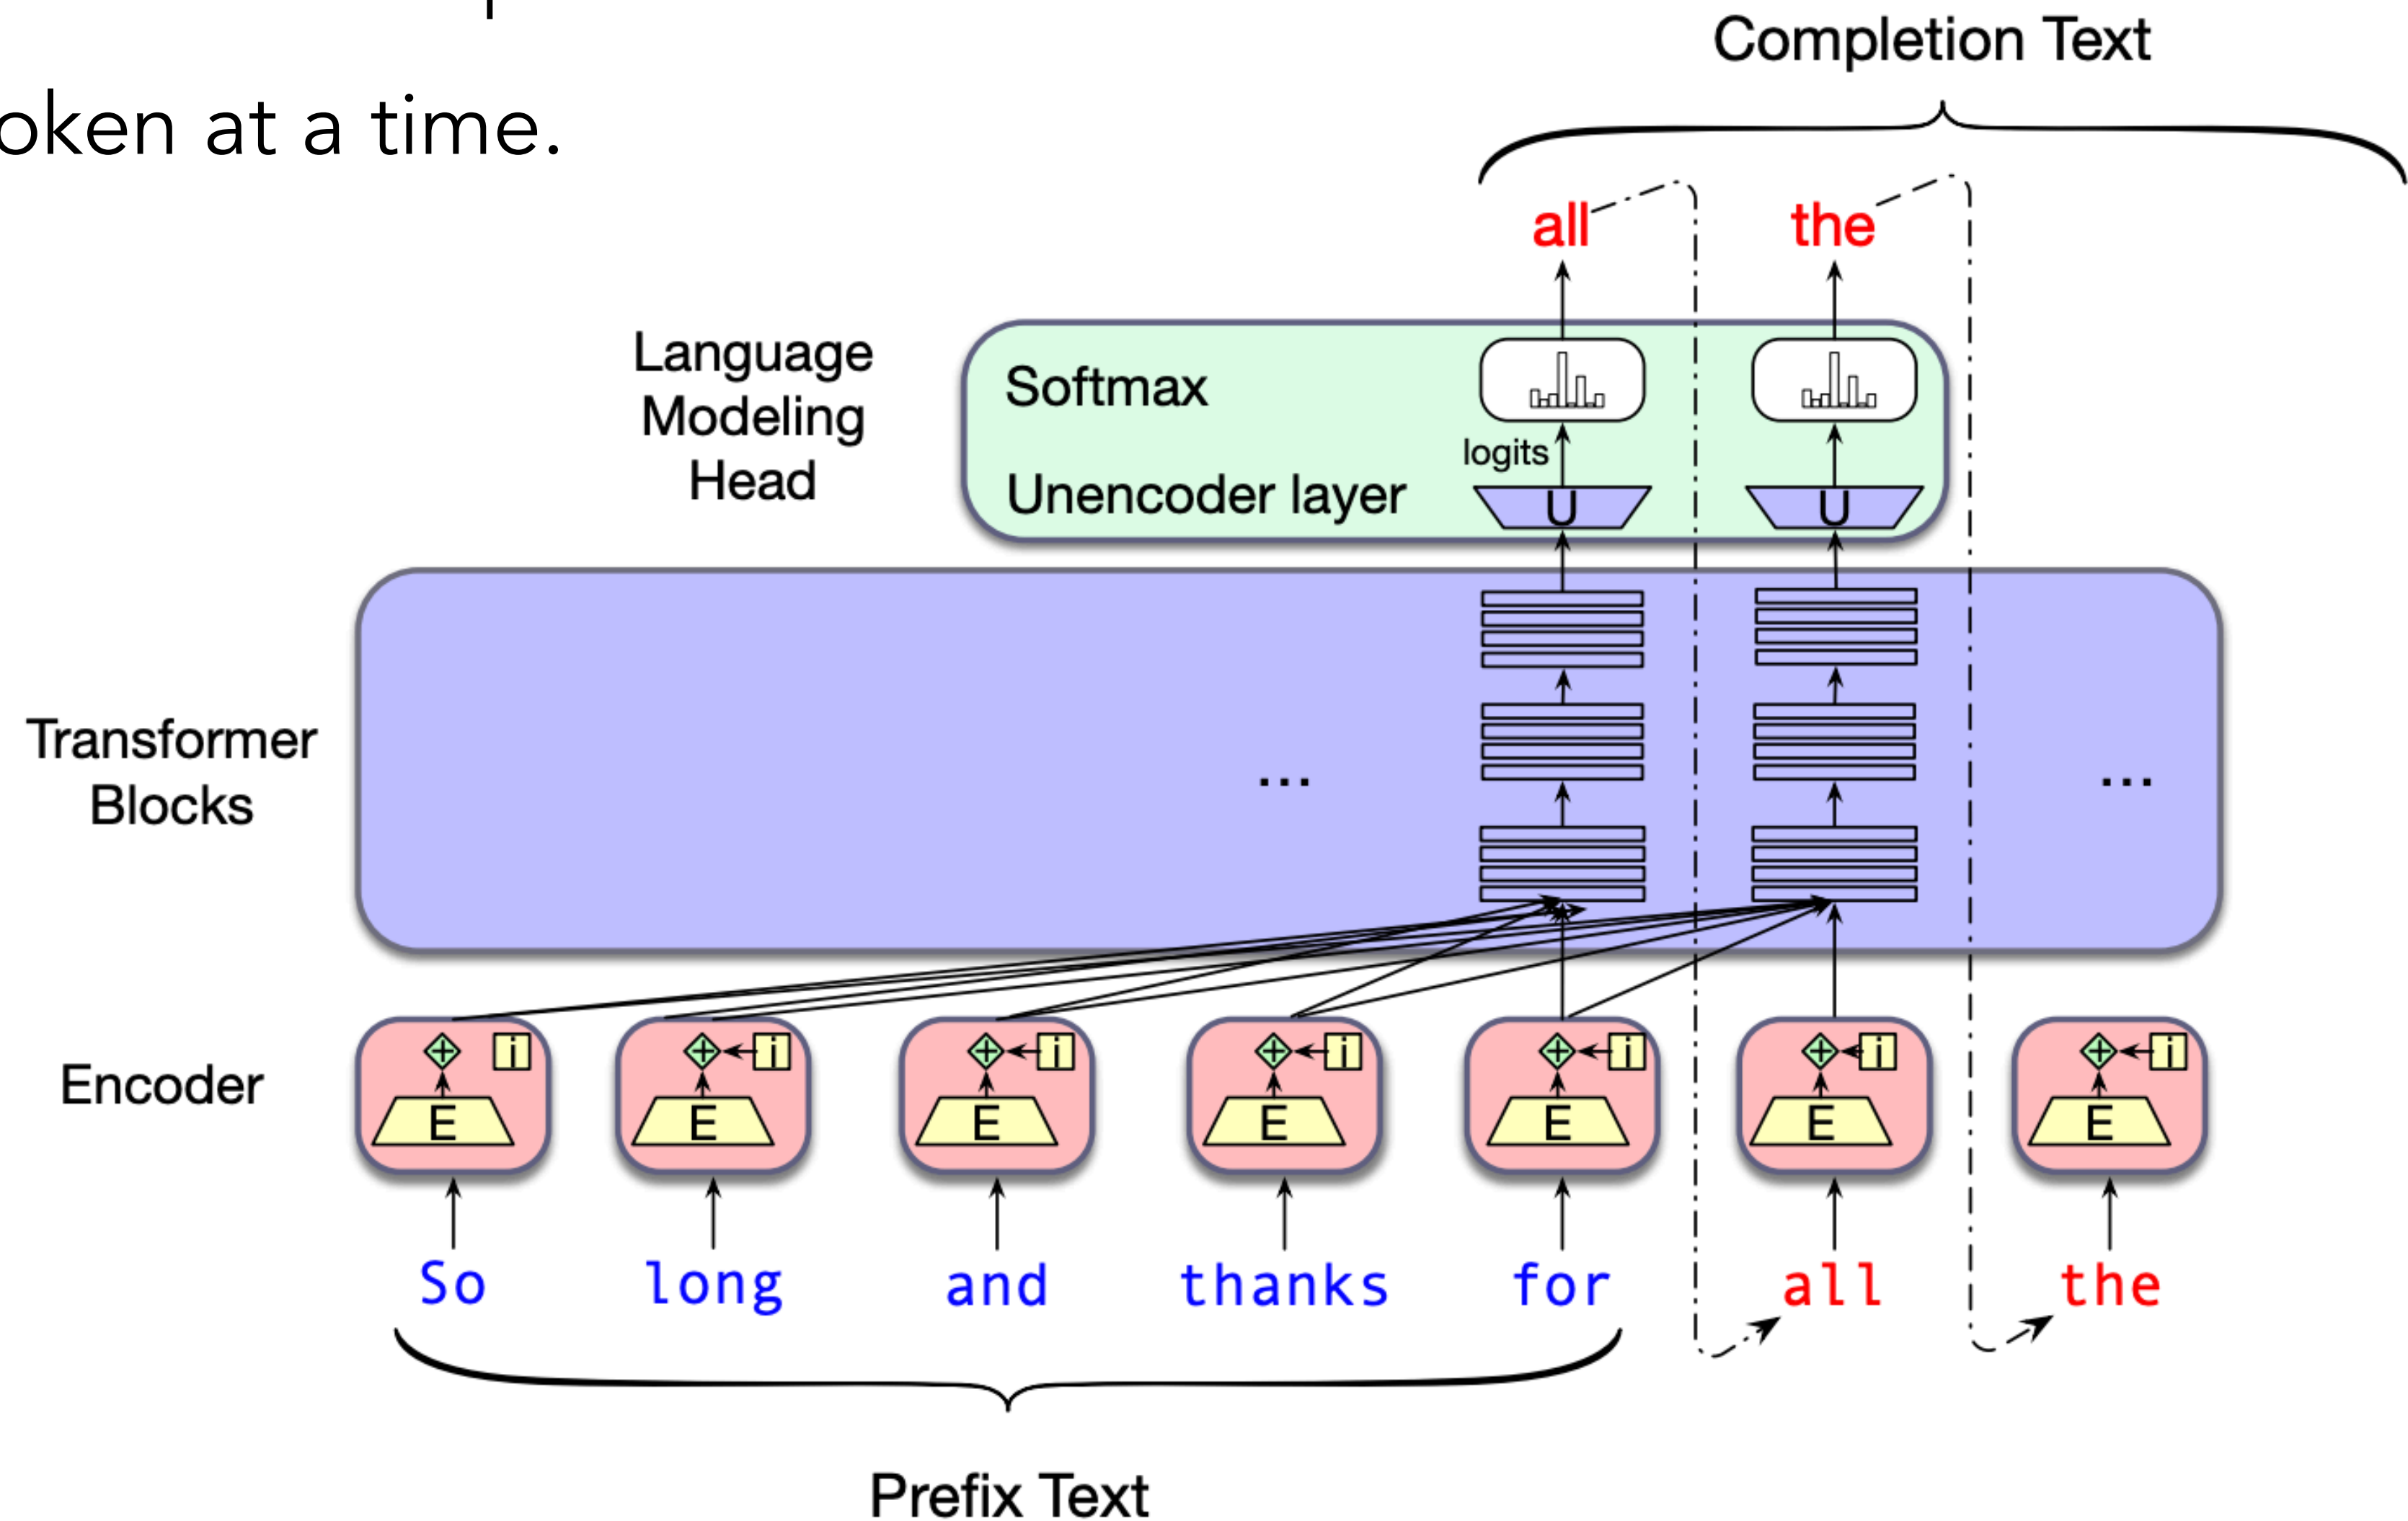 oken at a time.
Completion Text
all the
Language
Modeling
Head
Softmax
logits
Unencoder layer
U U
Transformer
Blocks
...
...
Encoder
i i i i i i i
E E E E E E E
So long and thanks for all the
Prefix Text